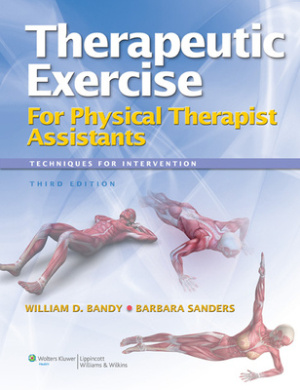 Therapeutic
Exercise
For Physical Therapist
Assistants
TECHNIQUES FOR INTERVENTION
THIRD EDITION
WILLIAM D. BANDY • BARBARA SANDERS
Wolters Kluwer | Lippincott
Health | Williams & Wilkins